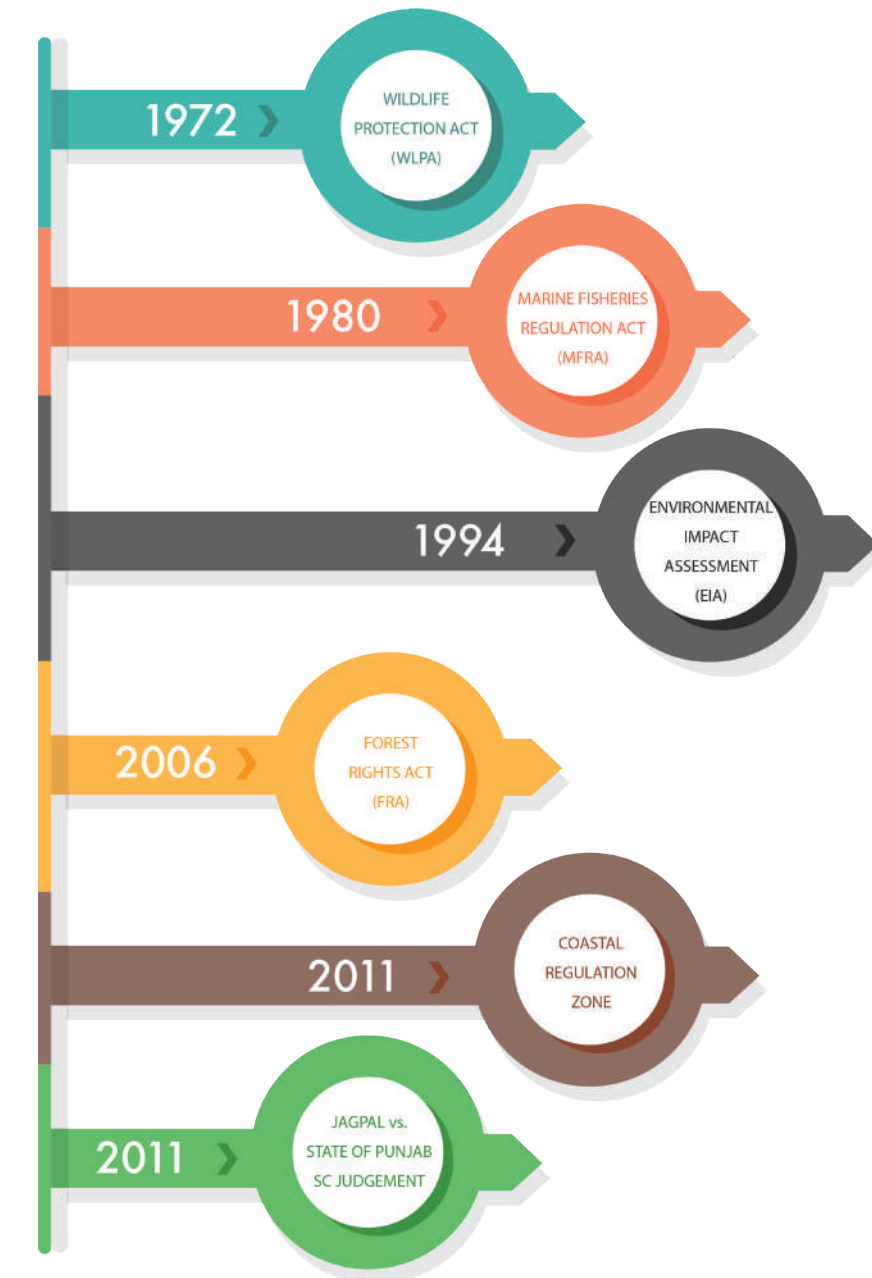 1972
WILDLIFE
PROTECTION ACT
(WLPA)
1980
MARINE FISHERIES
REGULATION ACT
(MFRA)
1994
ENVIRONMENTAL
IMPACT
ASSESSMENT
(EIA)
2006
FOREST
RIGHTS ACT
(FRA)
2011
COASTAL
REGULATION
ZONE
2011
JAGPAL vs.
STATE OF PUNJAB
SC JUDGEMENT